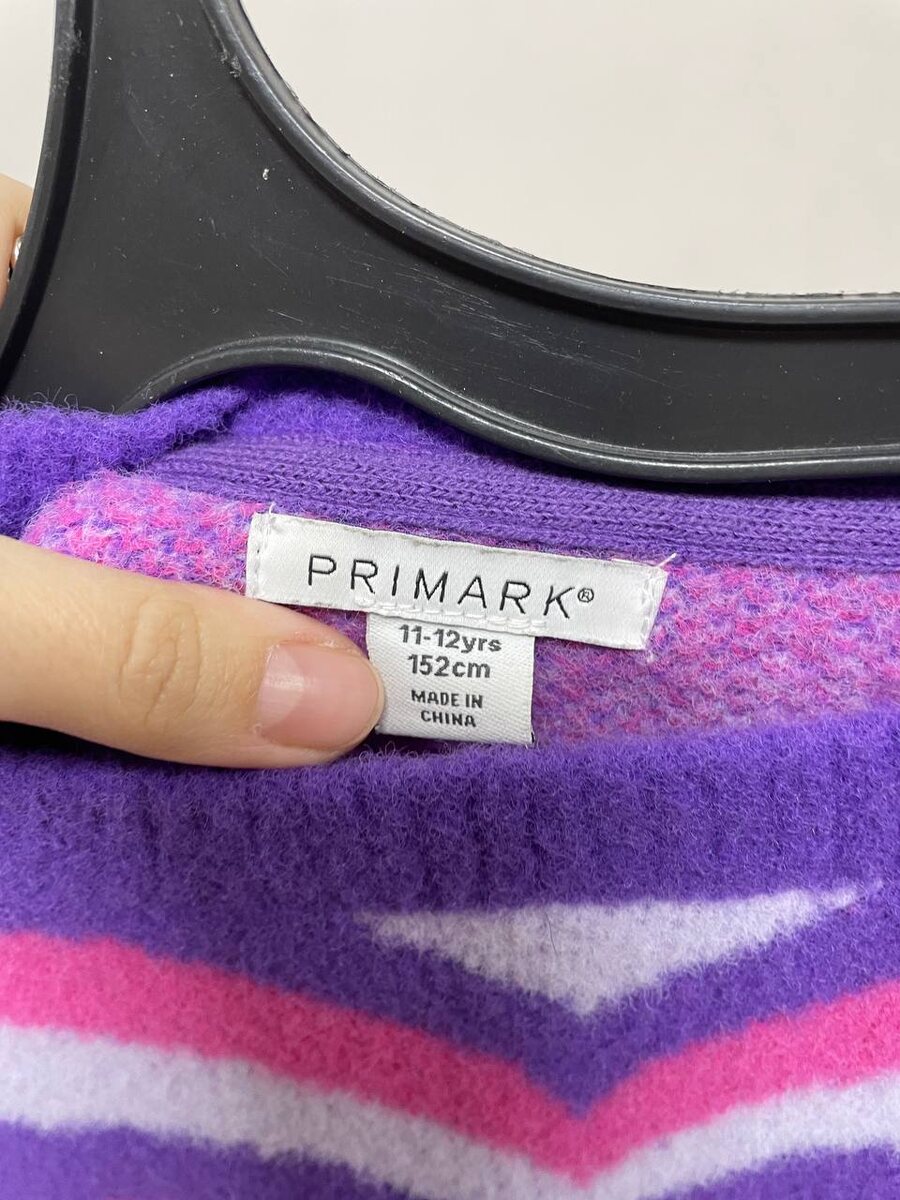 PRIMARK®
11-12yrs
152cm
MADE IN
CHINA